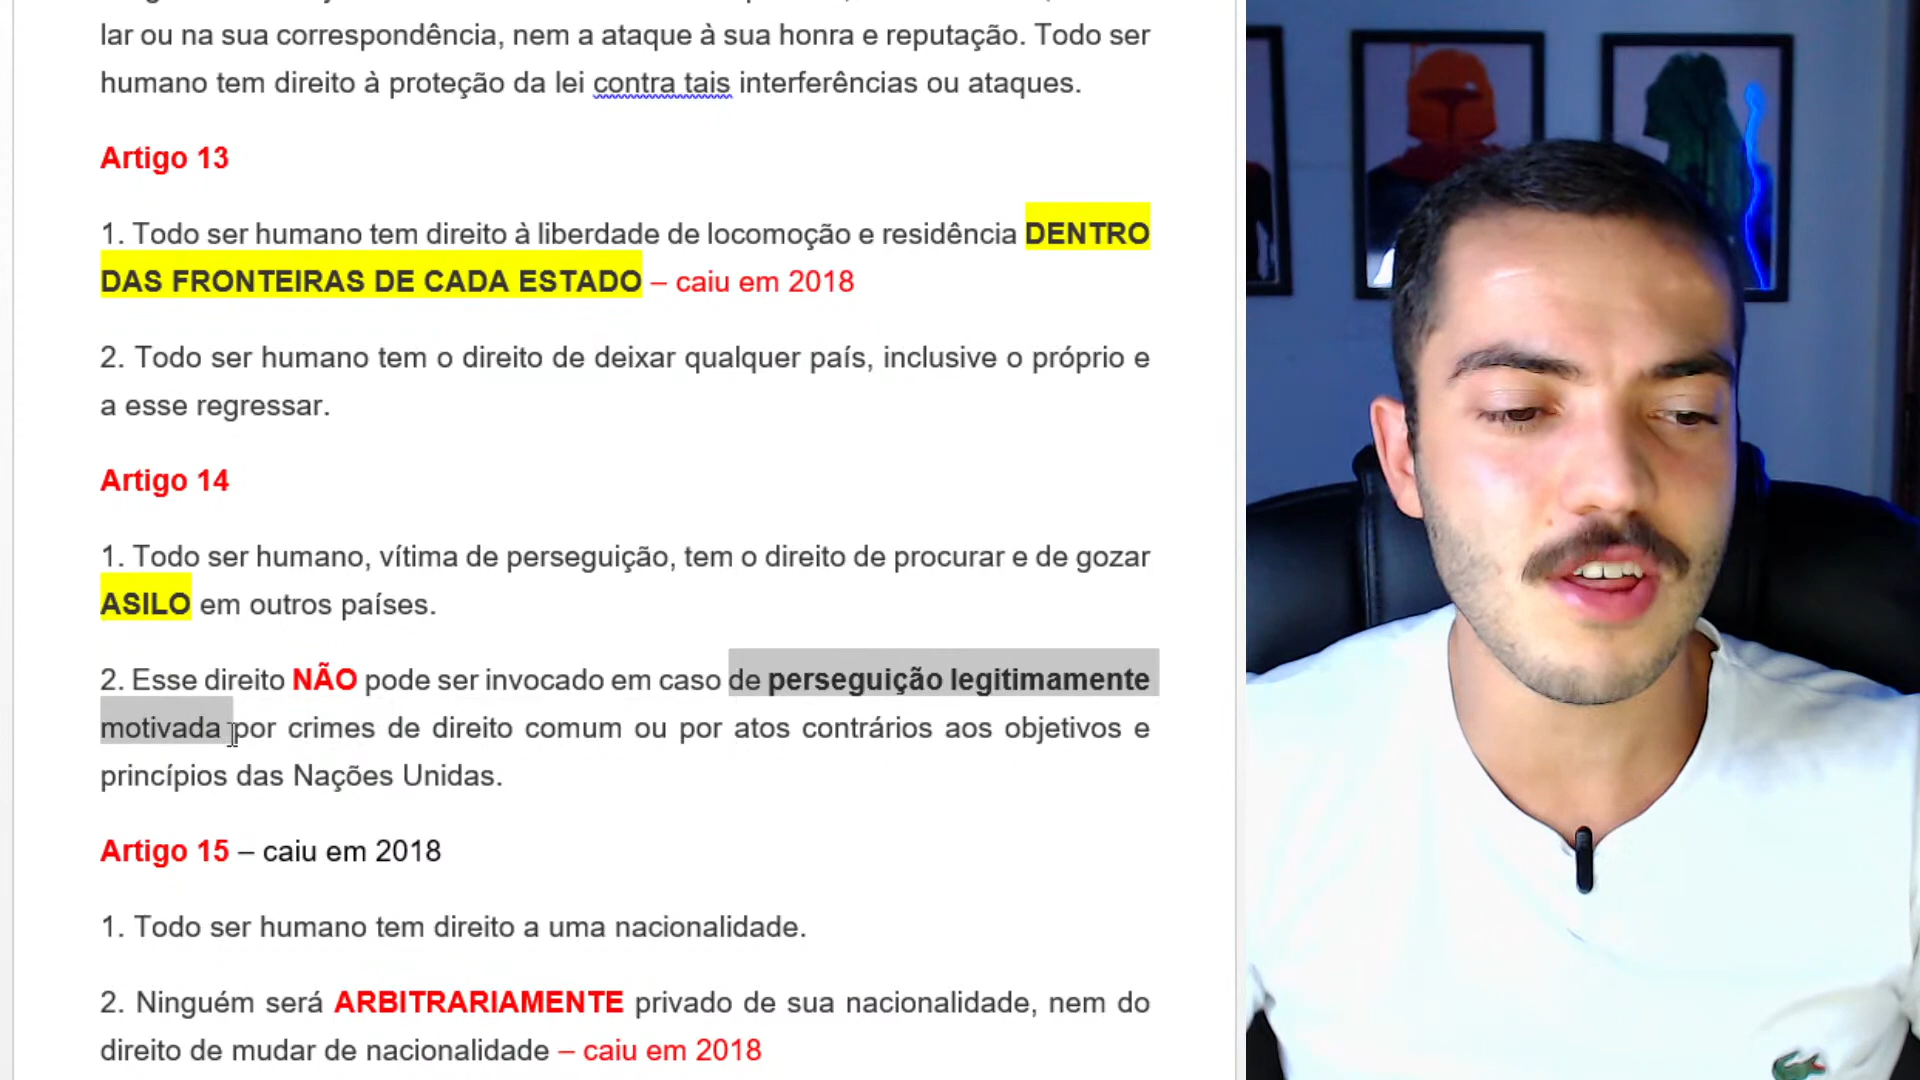 lar ou na sua correspondência, nem a ataque à sua honra e reputação. Todo ser
humano tem direito à proteção da lei contra tais interferências ou ataques.
Artigo 13
1. Todo ser humano tem direito à liberdade de locomoção e residência DENTRO
DAS FRONTEIRAS DE CADA ESTADO – caiu em 2018
2. Todo ser humano tem o direito de deixar qualquer país, inclusive o próprio e
a esse regressar.
Artigo 14
1. Todo ser humano, vítima de perseguição, tem o direito de procurar e de gozar
ASILO em outros países.
2. Esse direito NÃO pode ser invocado em caso de perseguição legitimamente
motivada por crimes de direito comum ou por atos contrários aos objetivos e
princípios das Nações Unidas.
Artigo 15 – caiu em 2018
1. Todo ser humano tem direito a uma nacionalidade.
2. Ninguém será ARBITRARIAMENTE privado de sua nacionalidade, nem do
direito de mudar de nacionalidade – caiu em 2018